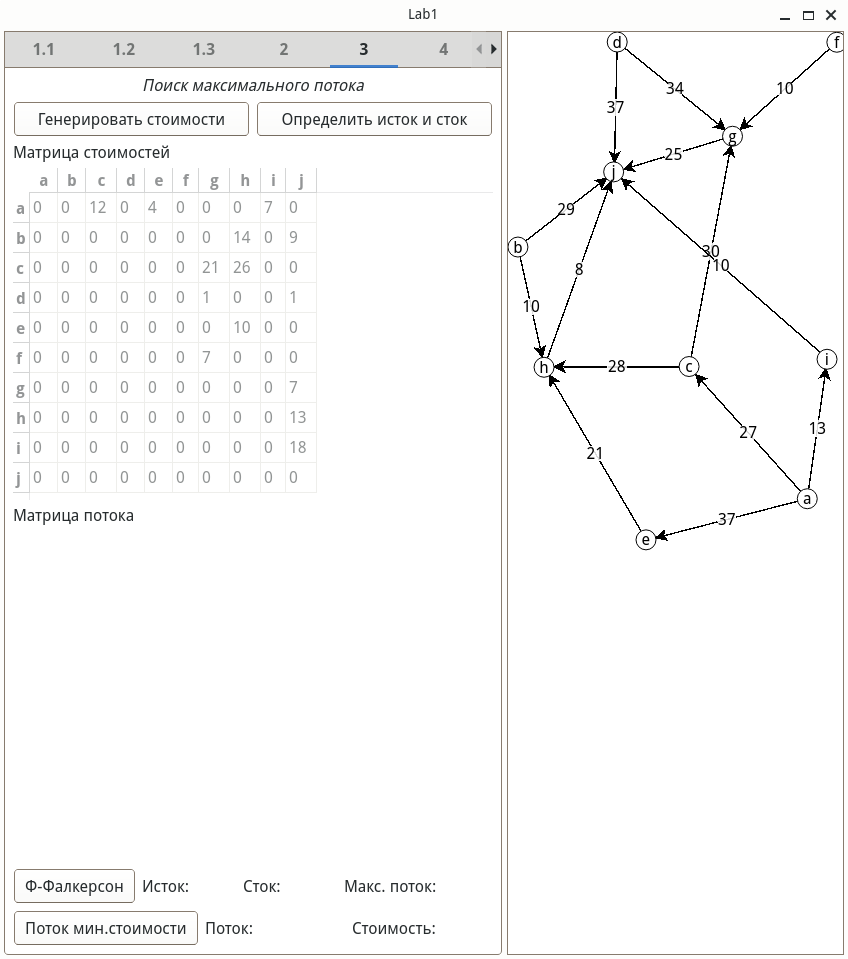 Lab1
1.1 1.2 1.3 2 3 4
Поиск максимального потока
Генерировать стоимости Определить исток и сток
Матрица стоимостей
a b c d e f g h i j
a 0 0 12 0 4 0 0 0 7 0
b 0 0 0 0 0 0 0 14 0 9
c 0 0 0 0 0 0 21 26 0 0
d 0 0 0 0 0 0 1 0 0 1
e 0 0 0 0 0 0 0 10 0 0
f 0 0 0 0 0 0 7 0 0 0
g 0 0 0 0 0 0 0 0 0 7
h 0 0 0 0 0 0 0 0 0 13
i 0 0 0 0 0 0 0 0 0 18
j 0 0 0 0 0 0 0 0 0 0
Матрица потока
Ф-Фалкерсон Исток: Сток: Макс. поток:
Поток мин.стоимости Поток: Стоимость:
d f
34 10
37
g
25
j
29
b
30
10
8
10
h 28 c i
27 13
21
a
37
e